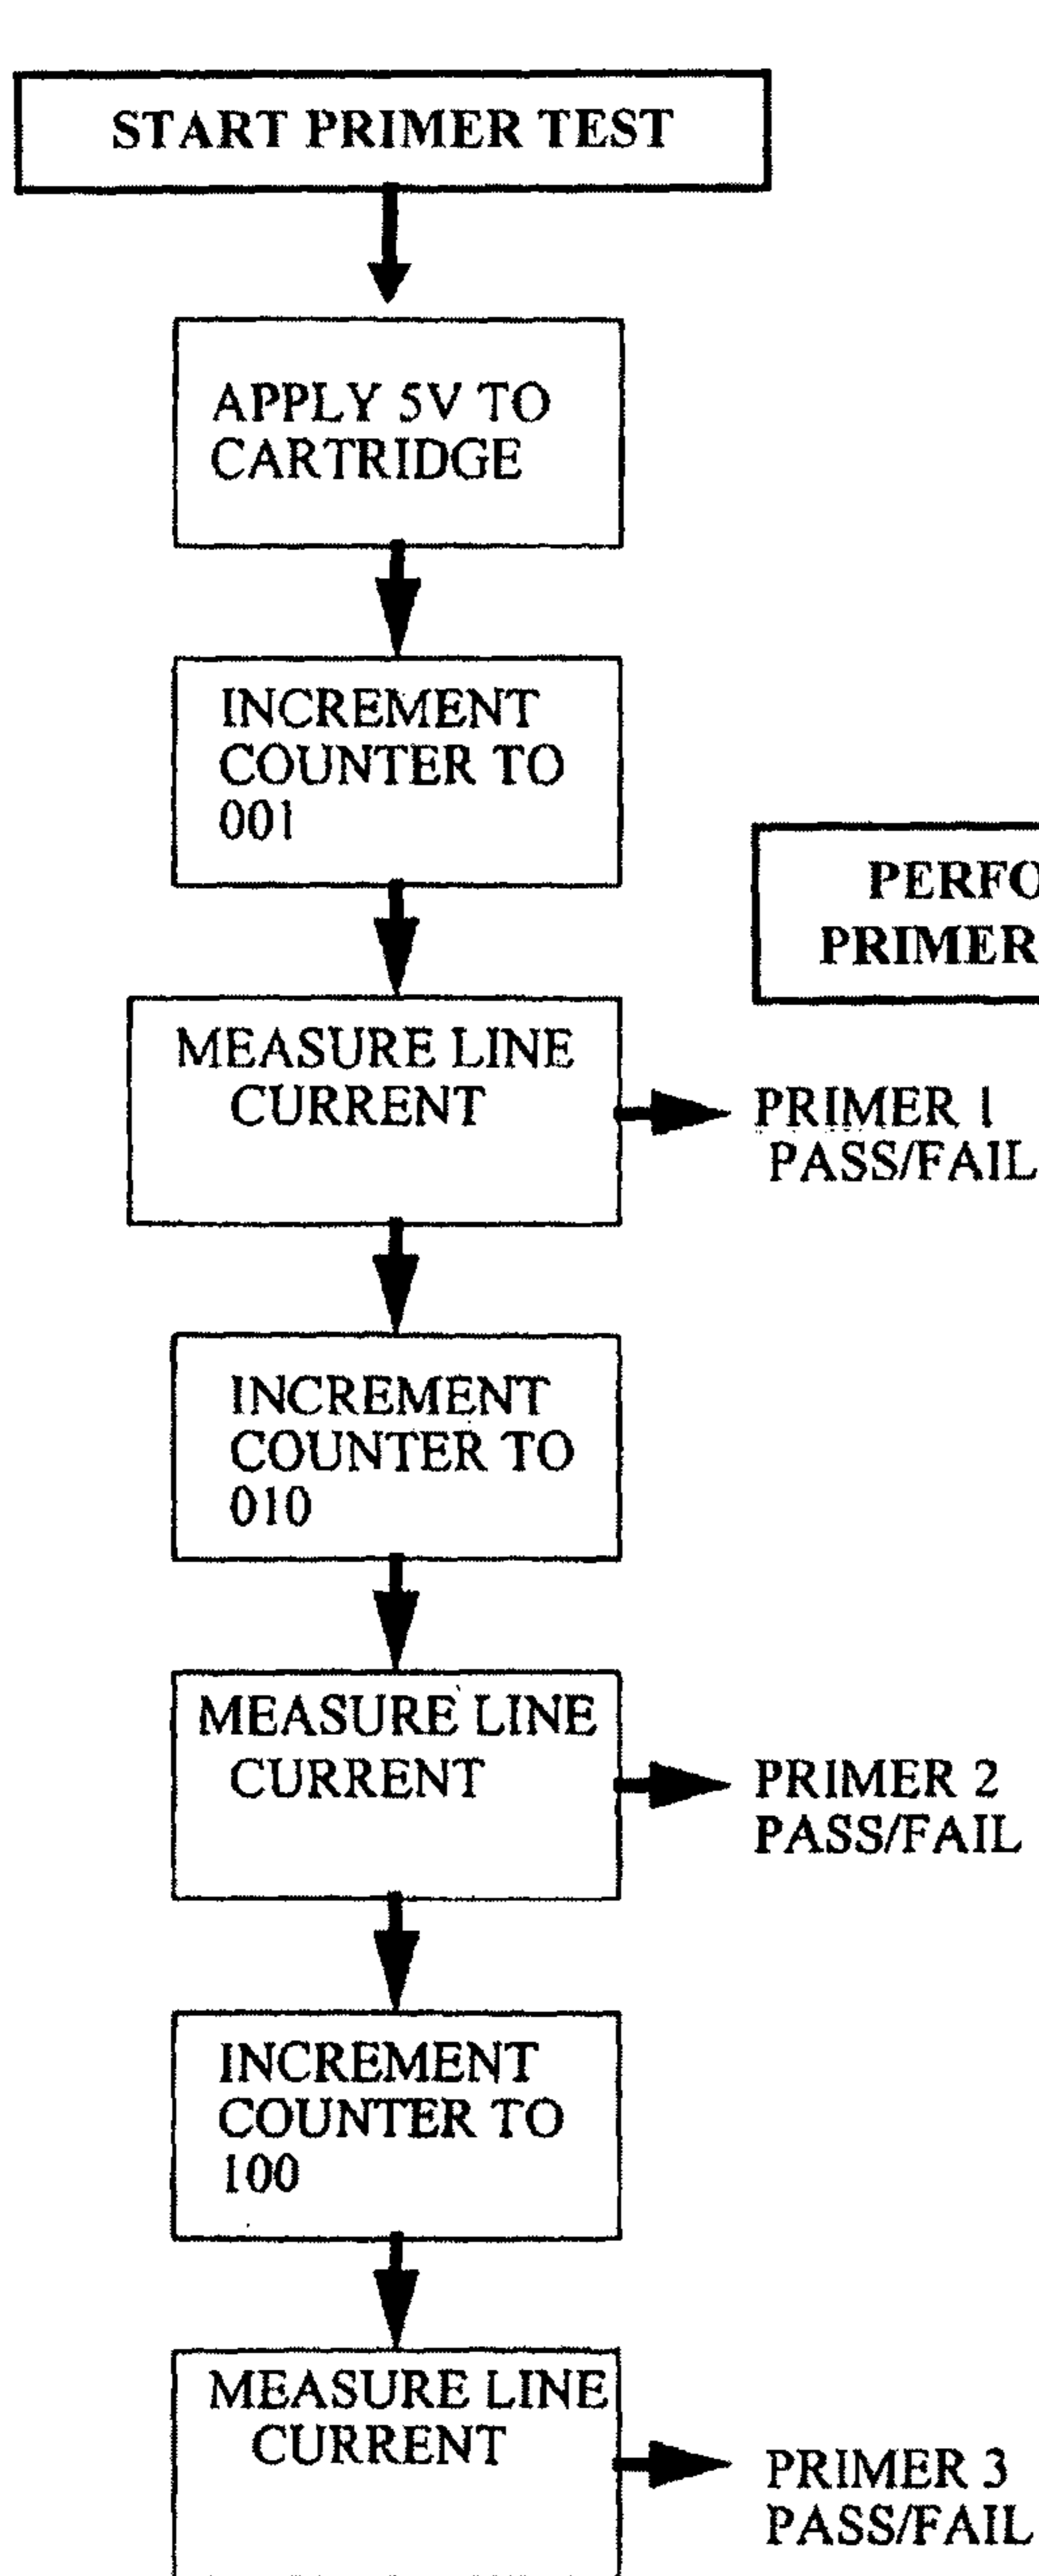 START PRIMER TEST
APPLY 5V TO
CARTRIDGE
INCREMENT
COUNTER TO
001
PRIMER
MEASURE LINE
CURRENT
PRIMER 1
PASS/FAIL
INCREMENT
COUNTER TO
010
MEASURE LINE
CURRENT
PRIMER 2
PASS/FAIL
INCREMENT
COUNTER TO
100
MEASURE LINE
CURRENT
PRIMER 3
PASS/FAIL